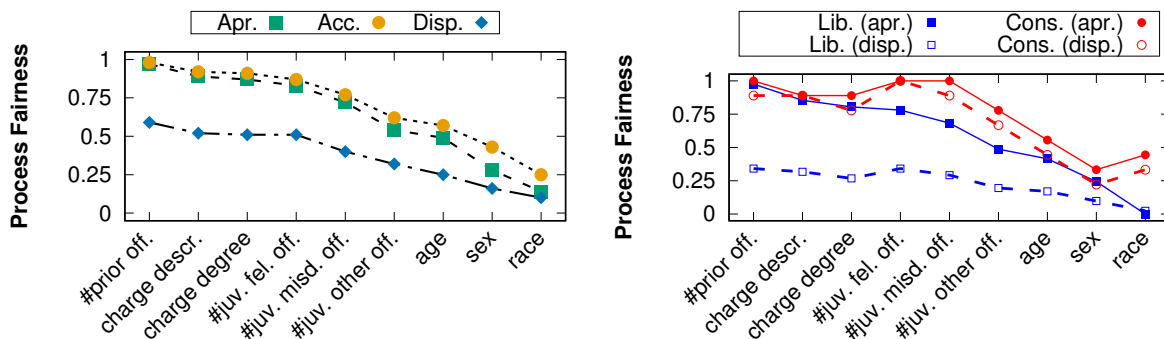 Apr. Acc. Disp.
Process Fairness
1
0.75
0.5
0.25
0
#prior off.
charge descr.
charge degree
#juv. fel. off.
#juv. misd. off.
#juv. other off.
age
sex
race
Lib. (apr.) Cons. (apr.)
Lib. (disp.) Cons. (disp.)
Process Fairness
1
0.75
0.5
0.25
0
#prior off.
charge descr.
charge degree
#juv. fel. off.
#juv. misd. off.
#juv. other off.
age
sex
race